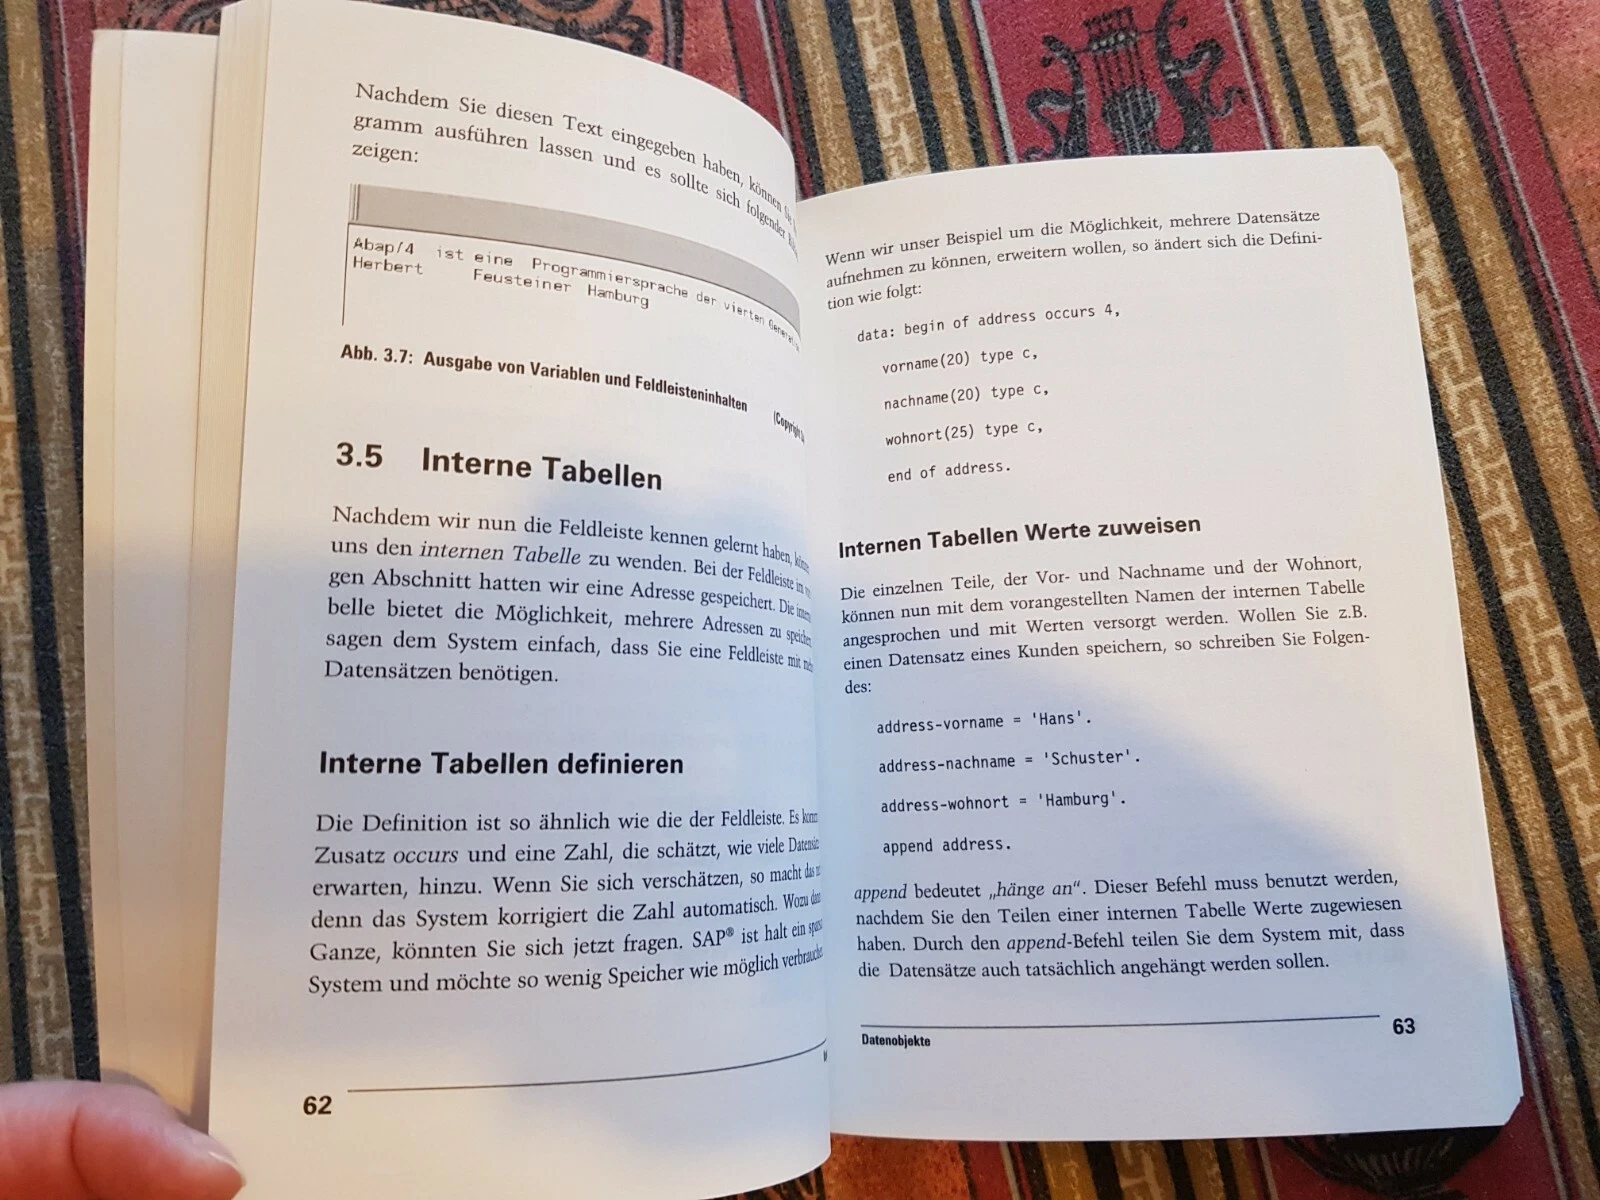 Nachdem Sie diesen Text eingegeben haben, können Sie
gramm ausführen lassen und es sollte sich folgender
zeigen:
Abap/4 ist eine Programmiersprache der vierten
Herbert Feusteiner Hamburg
Abb. 3.7: Ausgabe von Variablen und Feldleisteninhalten
(Copyright
3.5 Interne Tabellen
Nachdem wir nun die Feldleiste kennen gelernt haben,
uns den internen Tabelle zu wenden. Bei der Feldleiste im
gen Abschnitt hatten wir eine Adresse gespeichert. Die
belle bietet die Möglichkeit, mehrere Adressen zu
sagen dem System einfach, dass Sie eine Feldleiste mit
Datensätzen benötigen.
Interne Tabellen definieren
Die Definition ist so ähnlich wie die der Feldleiste. Es
Zusatz occurs und eine Zahl, die schätzt, wie viele
erwarten, hinzu. Wenn Sie sich verschätzen, so macht das
denn das System korrigiert die Zahl automatisch. Wozu
Ganze, könnten Sie sich jetzt fragen. SAP® ist halt ein
System und möchte so wenig Speicher wie möglich
62
Wenn wir unser Beispiel um die Möglichkeit, mehrere Datensätze
aufnehmen zu können, erweitern wollen, so ändert sich die Defini-
tion wie folgt:
data: begin of address occurs 4,
vorname(20) type c,
nachname(20) type c,
wohnort(25) type c,
end of address.
Internen Tabellen Werte zuweisen
Die einzelnen Teile, der Vor- und Nachname und der Wohnort,
können nun mit dem vorangestellten Namen der internen Tabelle
angesprochen und mit Werten versorgt werden. Wollen Sie z.B.
einen Datensatz eines Kunden speichern, so schreiben Sie Folgen-
des:
address-vorname = 'Hans'.
address-nachname = 'Schuster'.
address-wohnort = 'Hamburg'.
append address.
append bedeutet „hänge an“. Dieser Befehl muss benutzt werden,
nachdem Sie den Teilen einer internen Tabelle Werte zugewiesen
haben. Durch den append-Befehl teilen Sie dem System mit, dass
die Datensätze auch tatsächlich angehängt werden sollen.
Datenobjekte
63